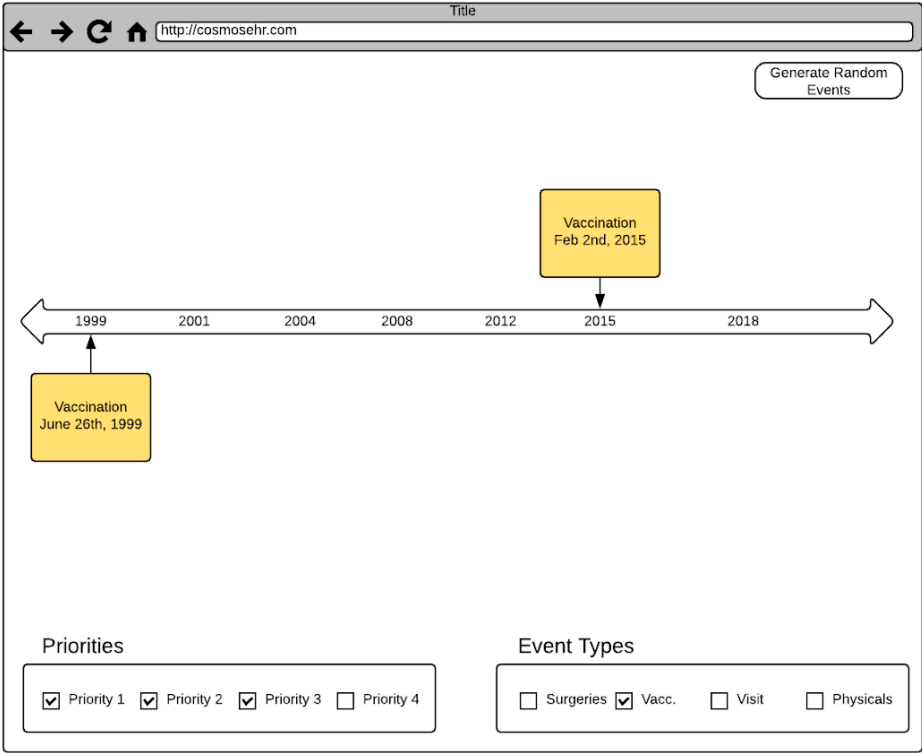 Title
http://cosmosehr.com
Generate Random
Events
Vaccination
Feb 2nd, 2015
1999 2001 2004 2008 2012 2015 2018
Vaccination
June 26th, 1999
Priorities
Priority 1 Priority 2 Priority 3 Priority 4
Event Types
Surgeries Vacc. Visit Physicals